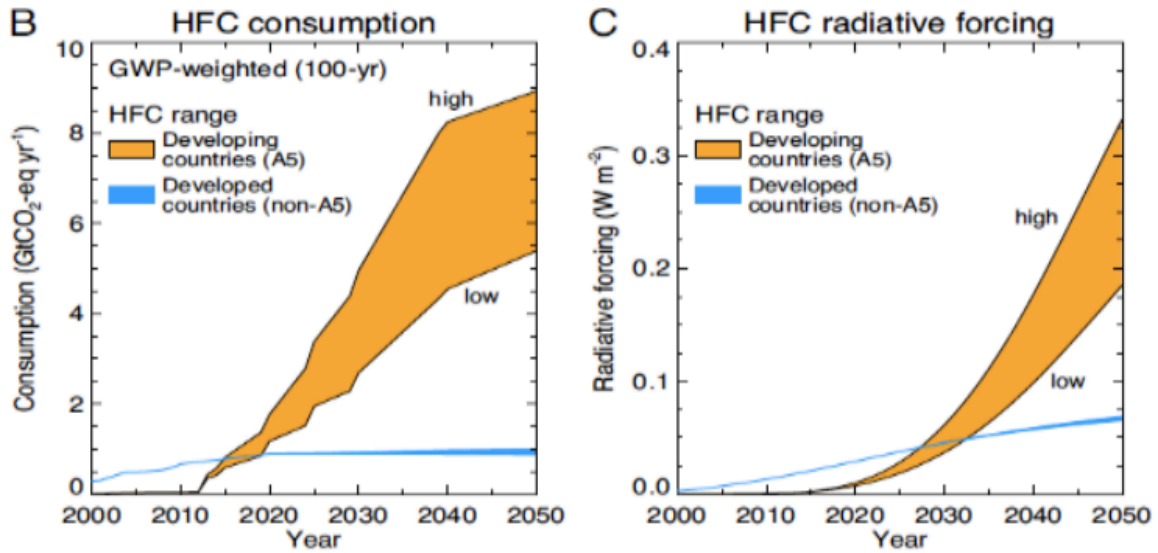 B HFC consumption
GWP-weighted (100-yr)
HFC range
Developing
countries (A5)
Developed
countries (non-A5)
high
low
Consumption (GtCO₂-eq yr⁻¹)
10
8
6
4
2
0
2000 2010 2020 2030 2040 2050
Year
C HFC radiative forcing
HFC range
Developing
countries (A5)
Developed
countries (non-A5)
high
low
Radiative forcing (W m⁻²)
0.4
0.3
0.2
0.1
0.0
2000 2010 2020 2030 2040 2050
Year